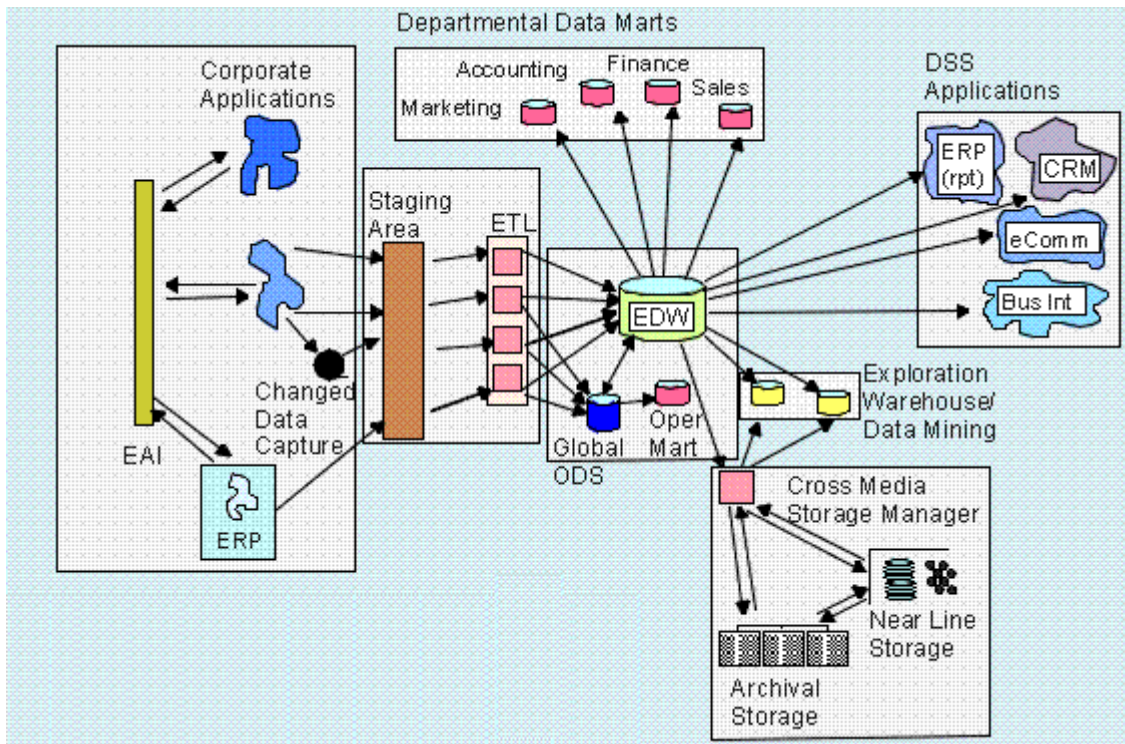 Departmental Data Marts
Corporate
Applications
Accounting
Finance
Marketing
Sales
DSS
Applications
ERP
(rpt)
CRM
eComm
Bus Int
Staging
Area
ETL
EDW
Changed
Data
Capture
EAI
ERP
Global
ODS
Oper
Mart
Exploration
Warehouse/
Data Mining
Cross Media
Storage Manager
Near Line
Storage
Archival
Storage